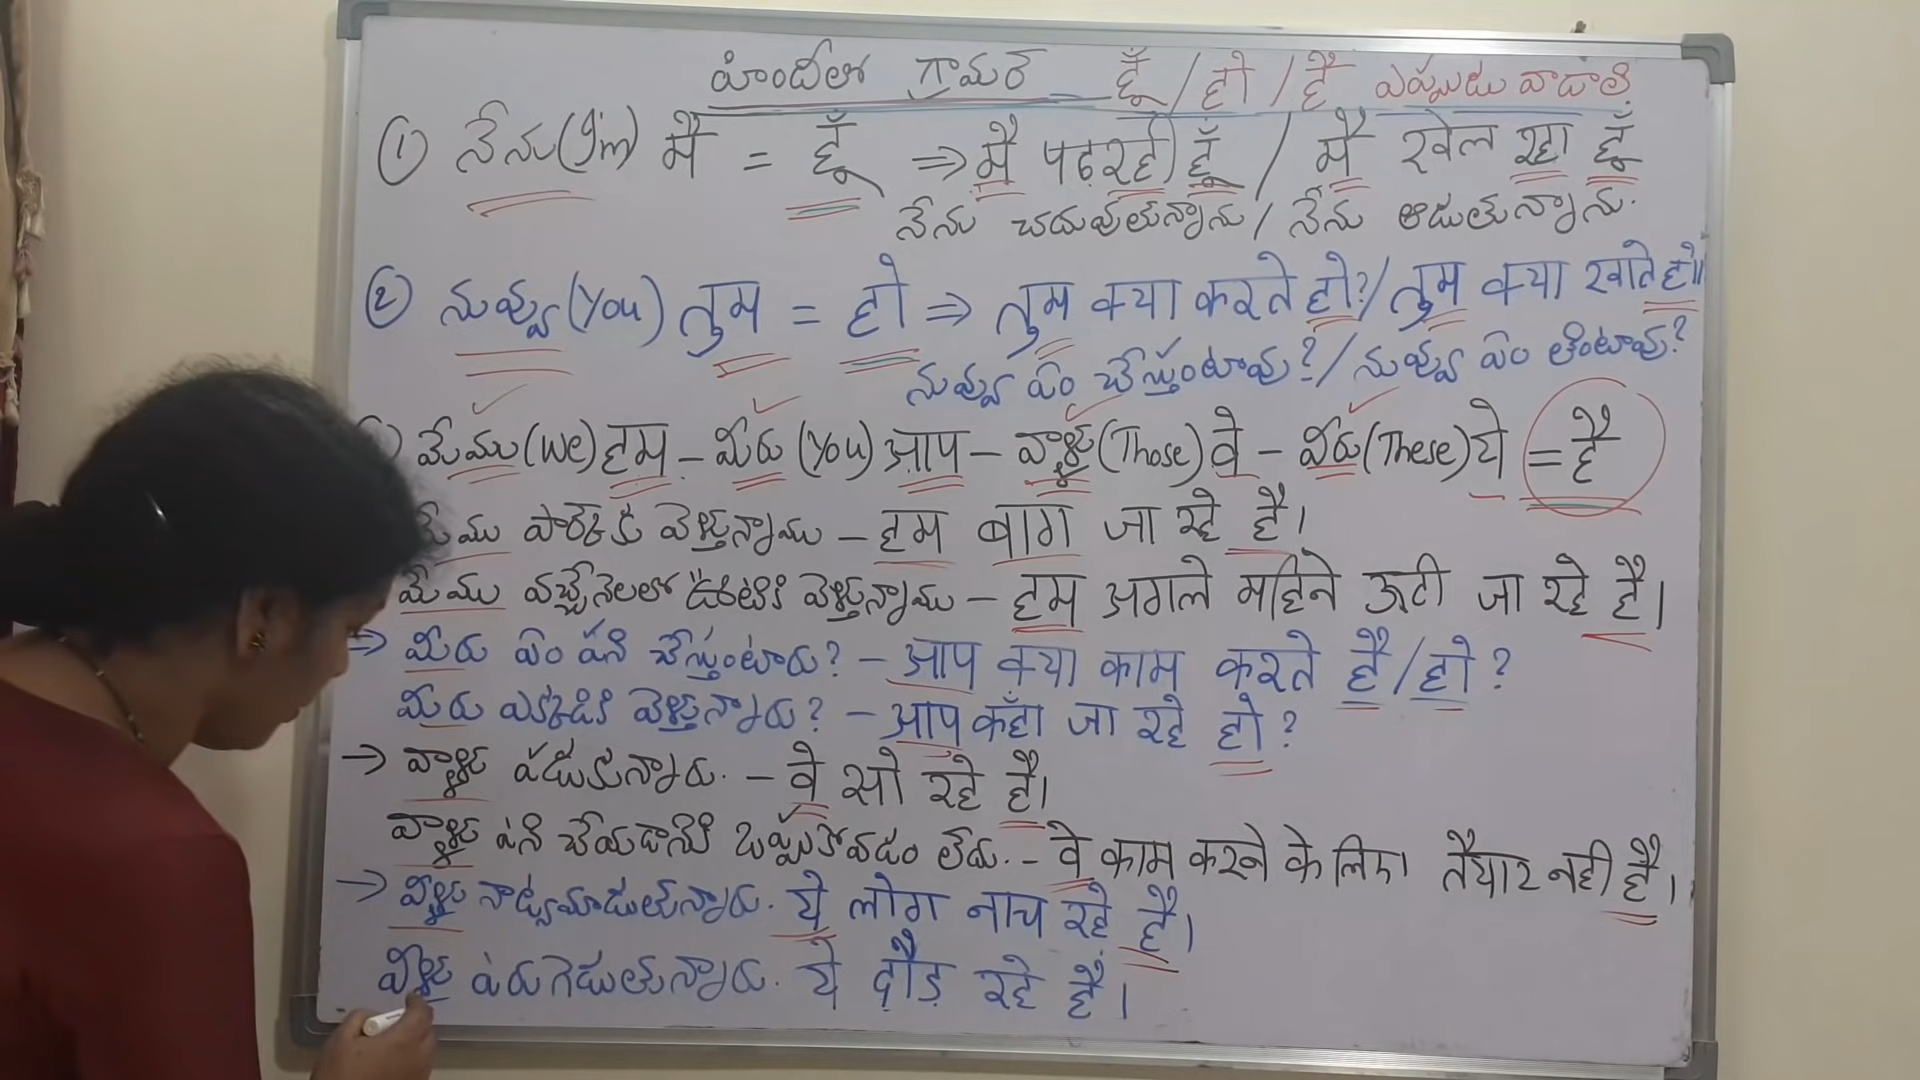 హిందీలో గ్రామర్ हूँ / हो / है ఎప్పుడు వాడాలి
① నేను (I'm) मै = हूँ ⇒ मै पढ रही हूँ / मै खेल रहा हूँ
నేను చదువుతున్నాను / నేను ఆడుతున్నాను.
② నువ్వు (You) तुम = हो ⇒ तुम क्या करते हो? / तुम क्या खाते हो।
నువ్వు ఏం చేస్తుంటావు? / నువ్వు ఏం తింటావు?
మేము (We) हम – మీరు (You) आप – వాళ్ళు (Those) वे – వీరు (These) ये = है
మేము పార్క్‌కు వెళ్తున్నాము – हम बाग जा रहे है।
మేము వచ్చేనెలలో ఊటీకి వెళ్తున్నాము – हम अगले महिने ऊटी जा रहे है।
⇒ మీరు ఏం పని చేస్తుంటారు? – आप क्या काम करते है / हो ?
మీరు ఎక్కడికి వెళ్తున్నారు? – आप कहाँ जा रहे हो ?
→ వాళ్ళు పడుకున్నారు. – वे सो रहे है।
వాళ్ళు పని చేయడానికి ఒప్పుకోవడం లేదు. – वे काम करने के लिए तैयार नही है।
→ వీళ్ళు నాట్యమాడుతున్నారు. ये लोग नाच रहे है।
వీళ్ళు పరుగెడుతున్నారు. ये दौड़ रहे हैं।